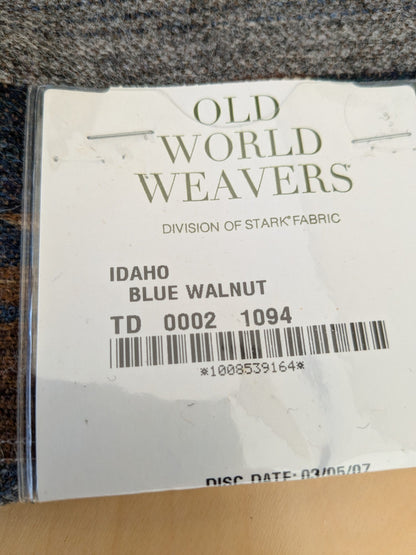 OLD
WORLD
WEAVERS
DIVISION OF STARK® FABRIC
IDAHO
BLUE WALNUT
TD 0002 1094
*1008539164*
DISC DATE: 03/05/07